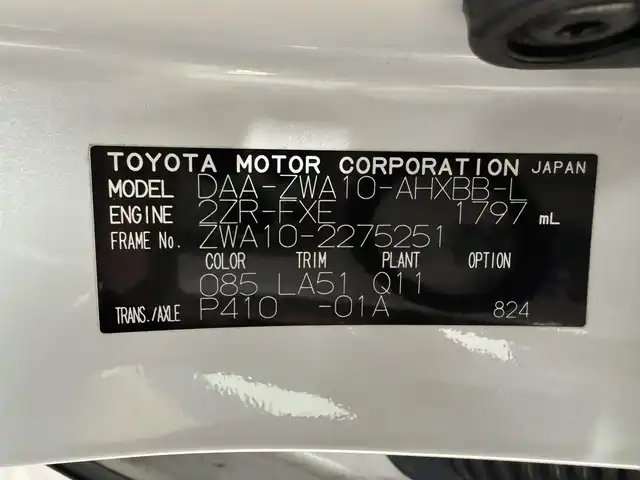 TOYOTA MOTOR CORPORATION JAPAN
MODEL DAA-ZWA10-AHXBB-L
ENGINE 2ZR-FXE 1797 mL
FRAME No. ZWA10-2275251
COLOR TRIM PLANT OPTION
085 LA51 Q11
TRANS./AXLE P410 -01A 824